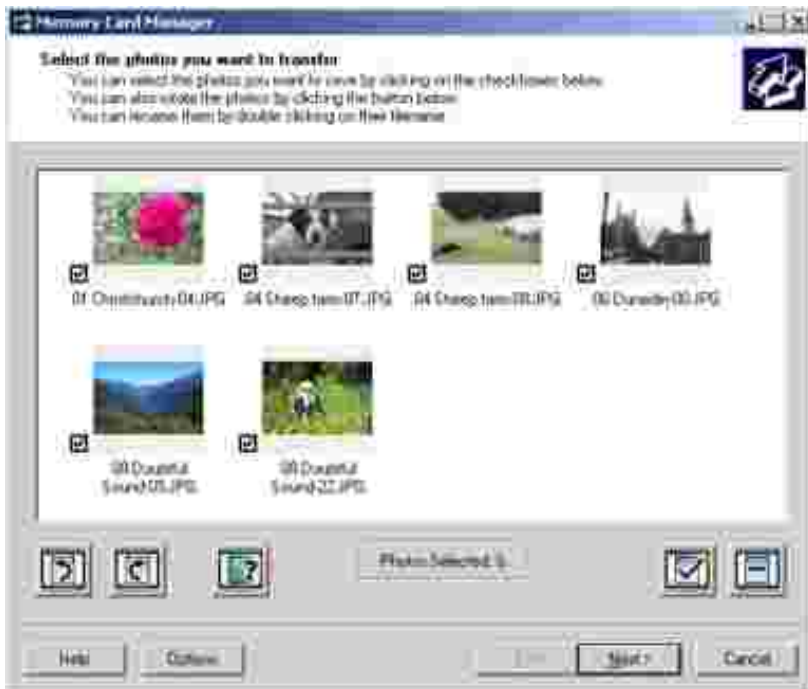 Memory Card Manager
Select the photos you want to transfer
You can select the photos you want to save by clicking on the checkboxes below.
You can also rotate the photos by clicking the button below.
You can rename them by double clicking on their filename.
01 Christchurch-04.JPG
04 Sheep farm-07.JPG
04 Sheep farm-08.JPG
06 Dunedin-00.JPG
08 Doubtful
Sound-05.JPG
08 Doubtful
Sound-22.JPG
Photos Selected:
Help
Options
Next >
Cancel